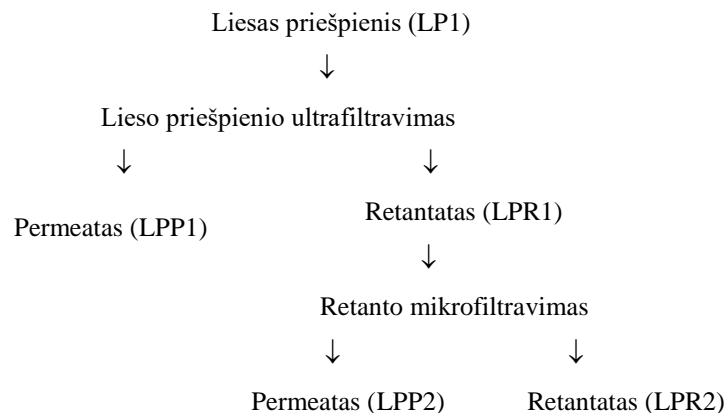 Liesas priešpienis (LP1)
↓
Lieso priešpienio ultrafiltravimas
↓ ↓
Permeatas (LPP1)
Retantatas (LPR1)
↓
Retanto mikrofiltravimas
↓ ↓
Permeatas (LPP2) Retantatas (LPR2)